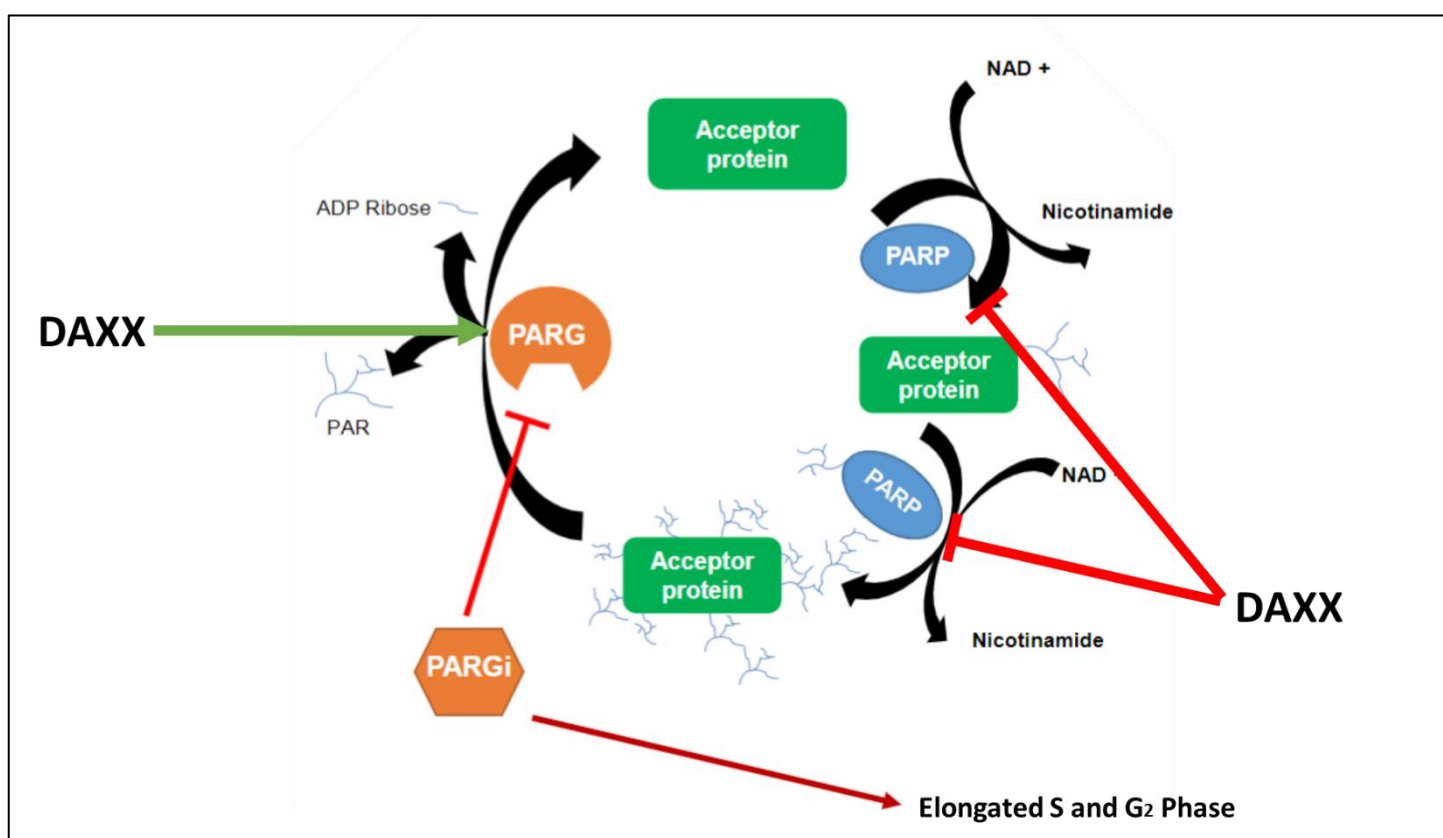 NAD +
Acceptor
protein
Nicotinamide
ADP Ribose
PARP
DAXX
PARG
Acceptor
protein
PAR
PARP
NAD
Acceptor
protein
DAXX
Nicotinamide
PARGi
Elongated S and G2 Phase